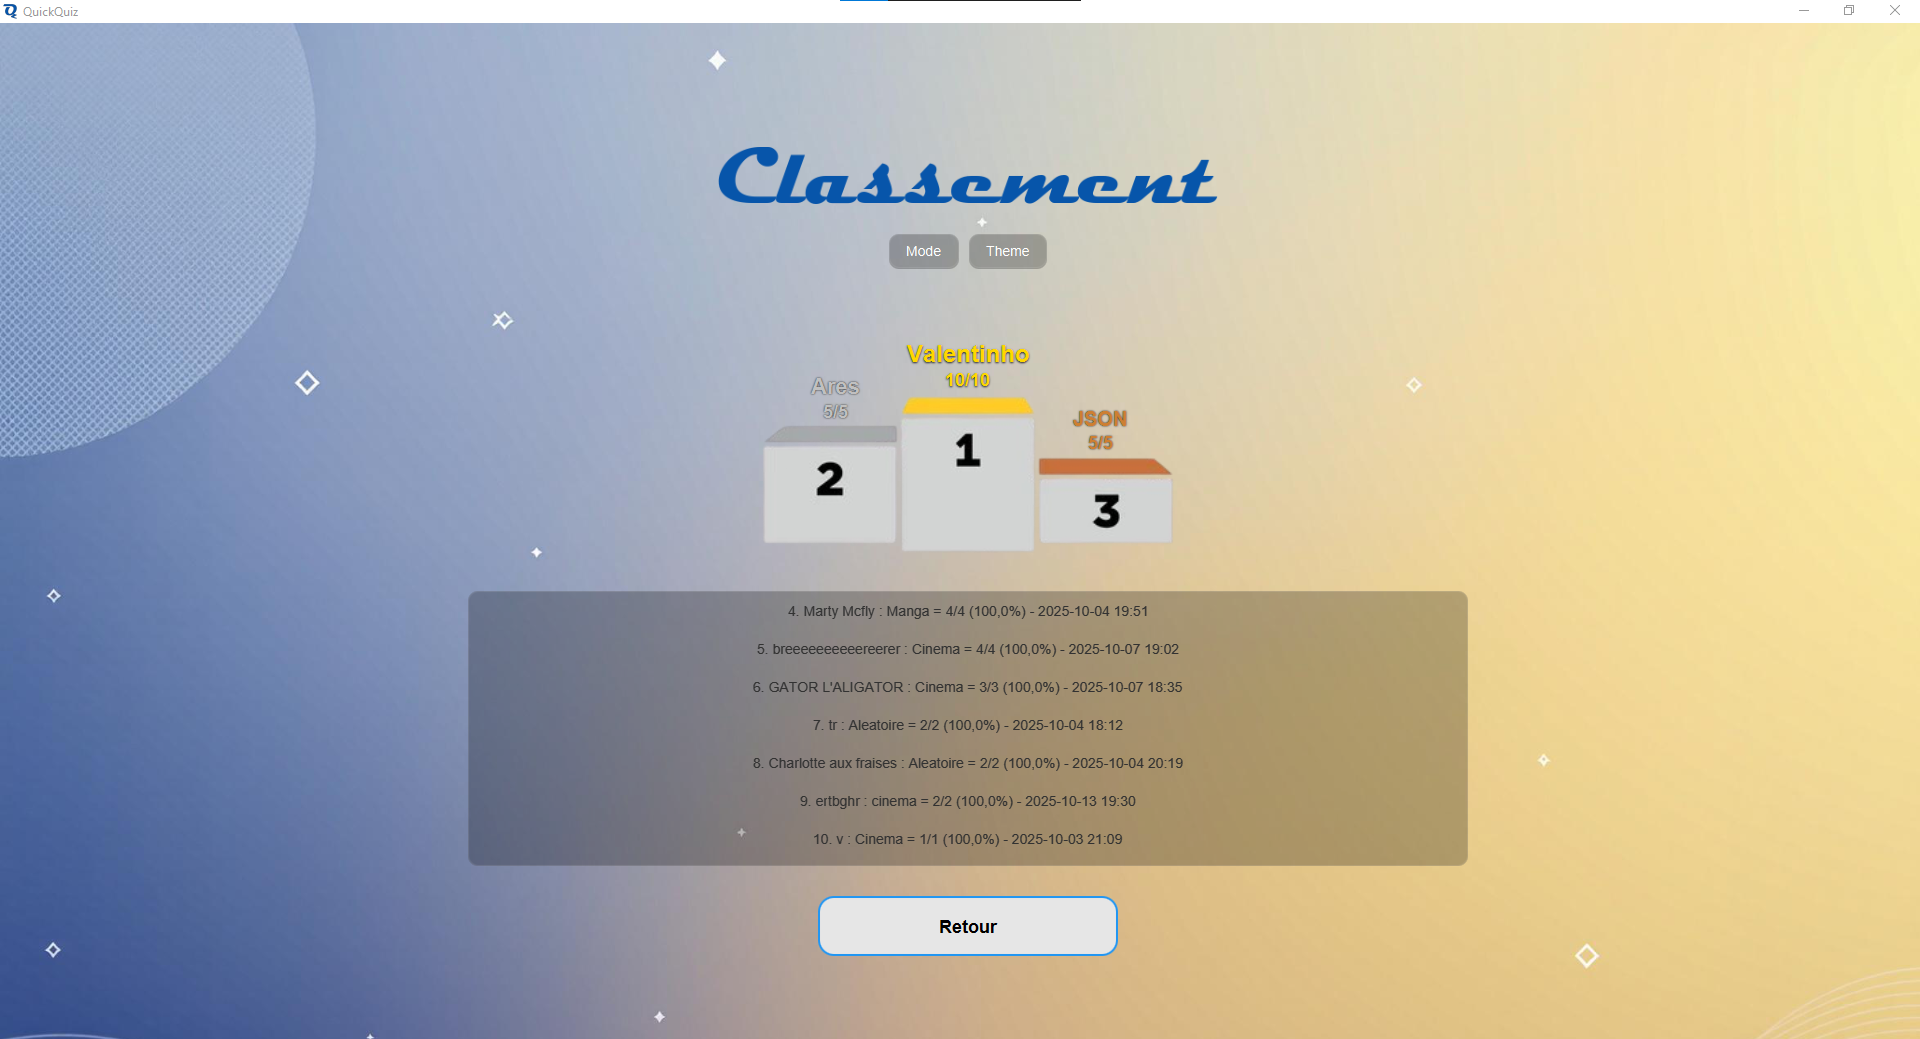 QuickQuiz
Classement
Mode Theme
Valentinho
10/10
Ares
5/5
JSON
5/5
1
2
3
4. Marty Mcfly : Manga = 4/4 (100,0%) - 2025-10-04 19:51
5. breeeeeeeeeereerer : Cinema = 4/4 (100,0%) - 2025-10-07 19:02
6. GATOR L'ALIGATOR : Cinema = 3/3 (100,0%) - 2025-10-07 18:35
7. tr : Aleatoire = 2/2 (100,0%) - 2025-10-04 18:12
8. Charlotte aux fraises : Aleatoire = 2/2 (100,0%) - 2025-10-04 20:19
9. ertbghr : cinema = 2/2 (100,0%) - 2025-10-13 19:30
10. v : Cinema = 1/1 (100,0%) - 2025-10-03 21:09
Retour